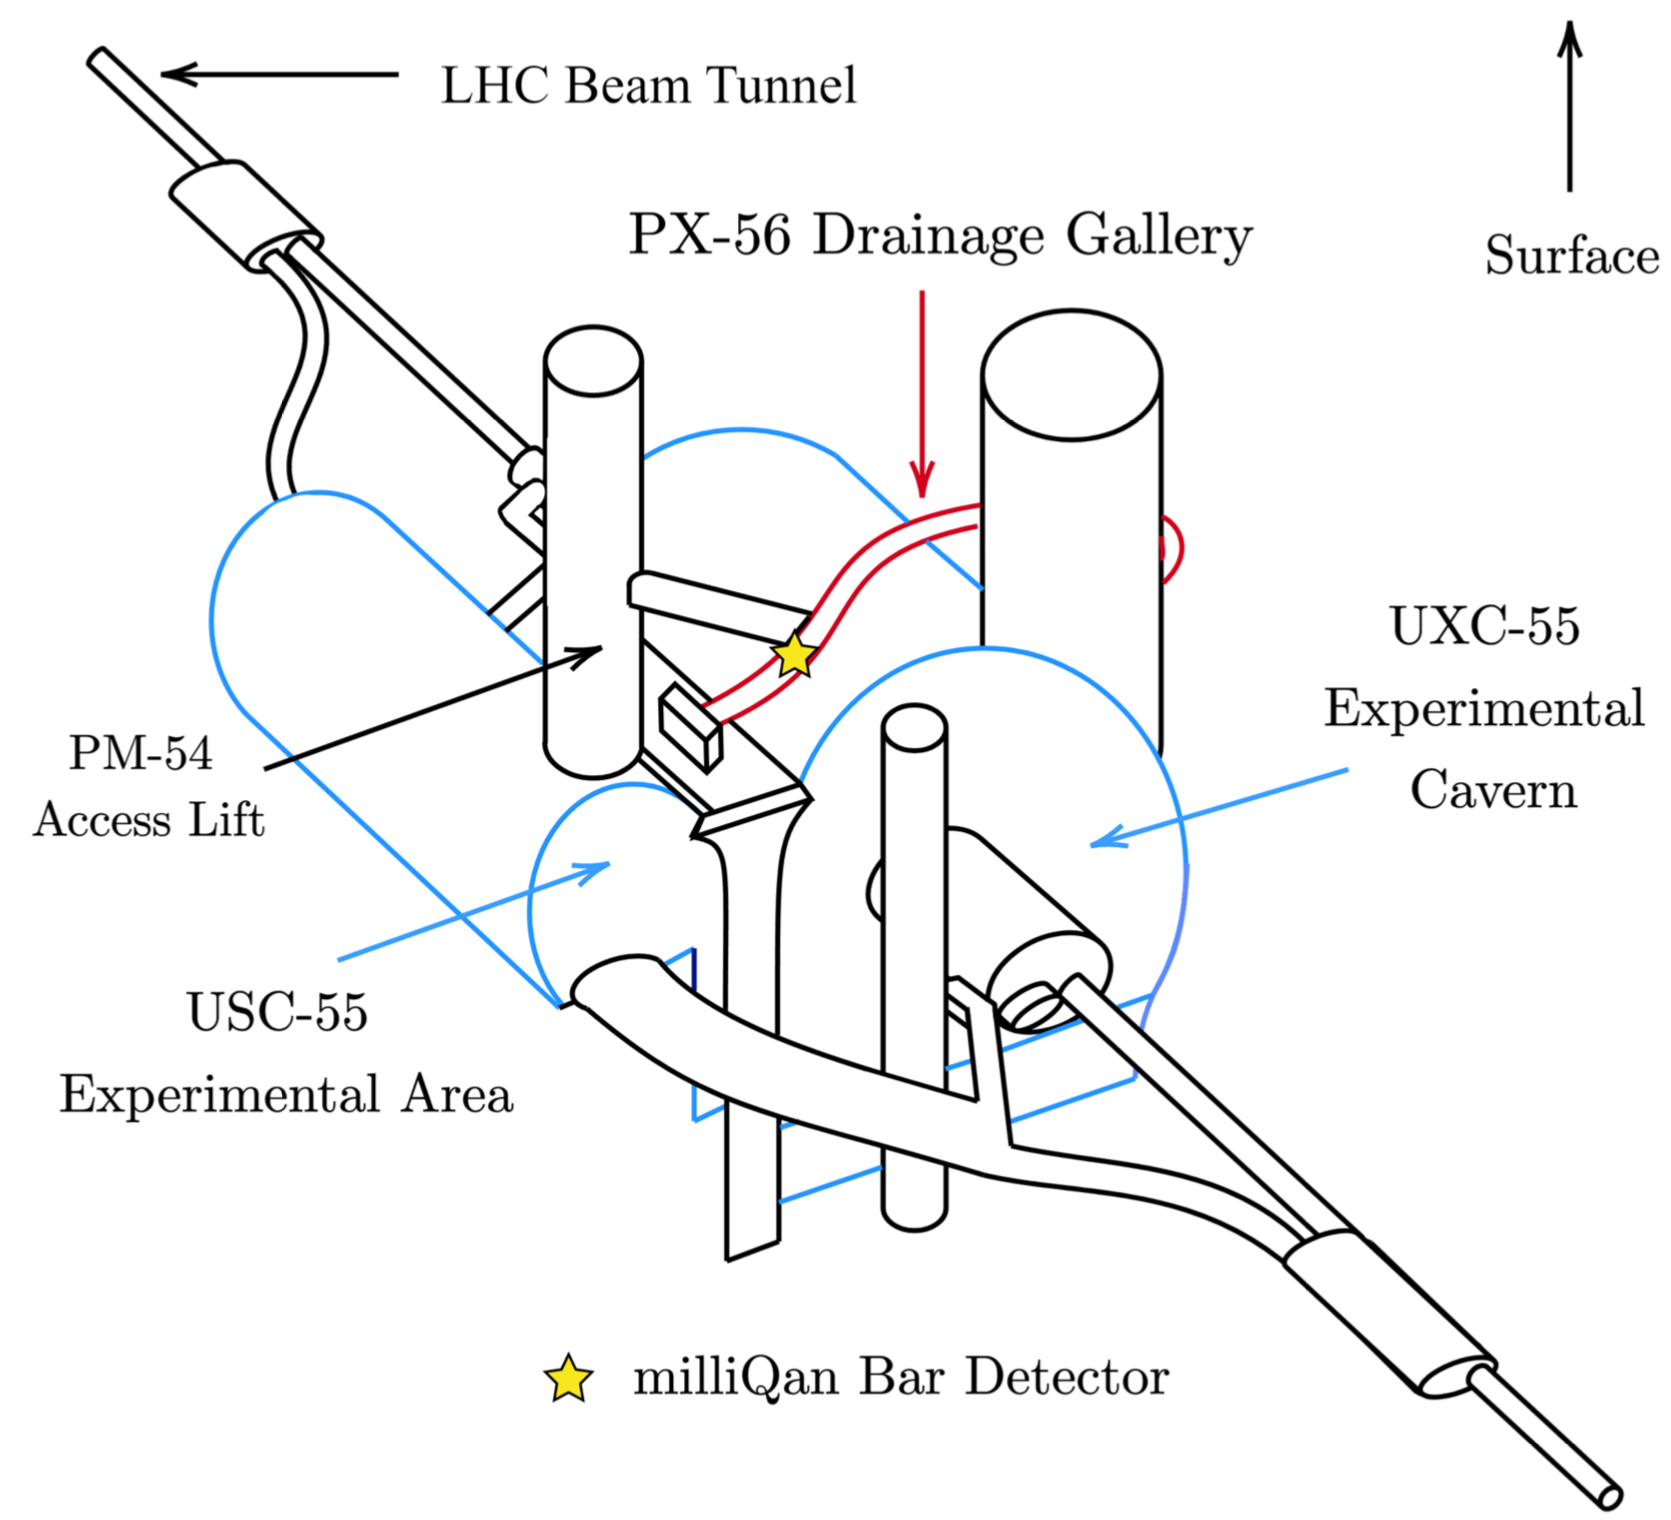 LHC Beam Tunnel
PX-56 Drainage Gallery
Surface
UXC-55
Experimental
Cavern
PM-54
Access Lift
USC-55
Experimental Area
milliQan Bar Detector